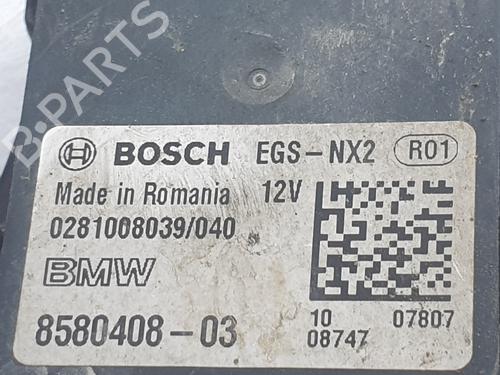 B-PARTS
BOSCH EGS-NX2 R01
Made in Romania 12V
0281008039/040
BMW
8580408-03
10 07807
08747